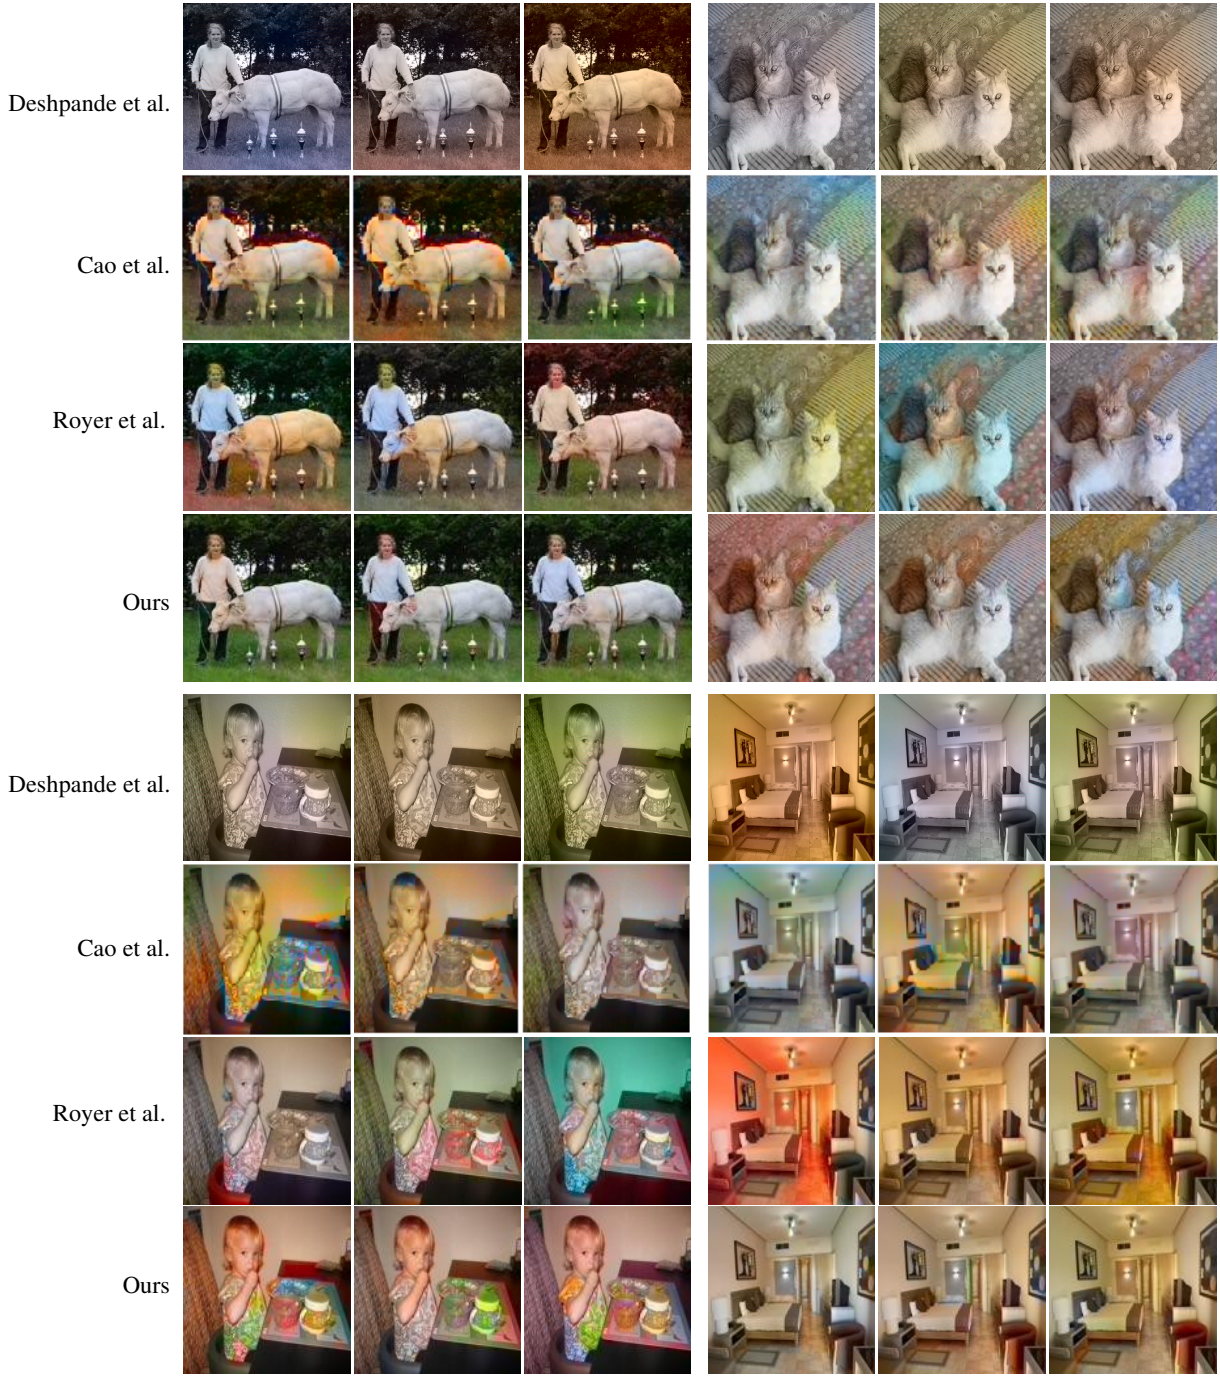 Deshpande et al.
Cao et al.
Royer et al.
Ours
Deshpande et al.
Cao et al.
Royer et al.
Ours